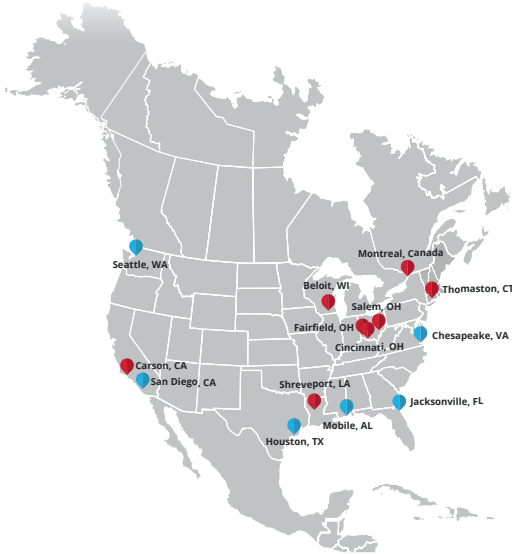 Montreal, Canada
Seattle, WA
Beloit, WI
Thomaston, CT
Salem, OH
Fairfield, OH
Chesapeake, VA
Cincinnati, OH
Carson, CA
San Diego, CA
Shreveport, LA
Jacksonville, FL
Mobile, AL
Houston, TX